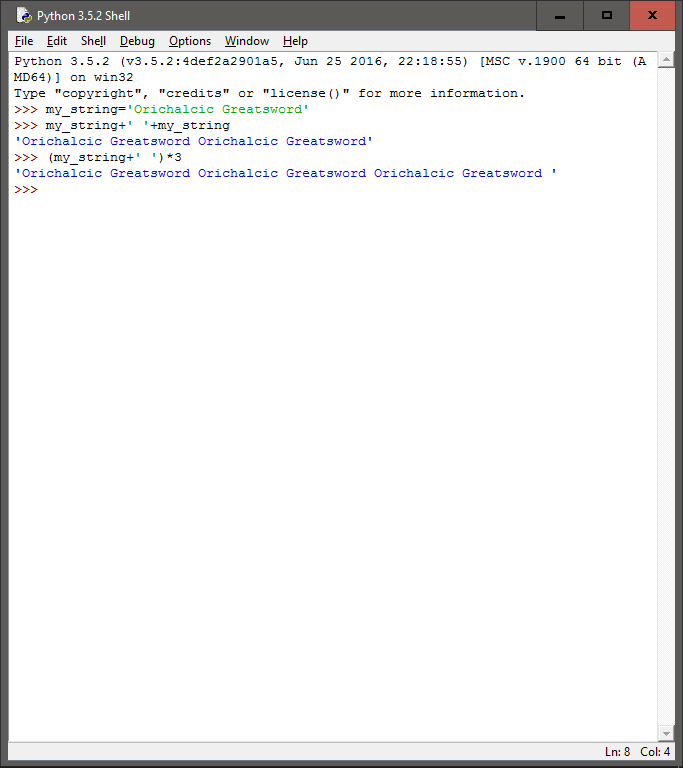 Python 3.5.2 Shell
File Edit Shell Debug Options Window Help
Python 3.5.2 (v3.5.2:4def2a2901a5, Jun 25 2016, 22:18:55) [MSC v.1900 64 bit (A
MD64)] on win32
Type "copyright", "credits" or "license()" for more information.
>>> my_string='Orichalcic Greatsword'
>>> my_string+' '+my_string
'Orichalcic Greatsword Orichalcic Greatsword'
>>> (my_string+' ')*3
'Orichalcic Greatsword Orichalcic Greatsword Orichalcic Greatsword '
>>>
Ln: 8 Col: 4